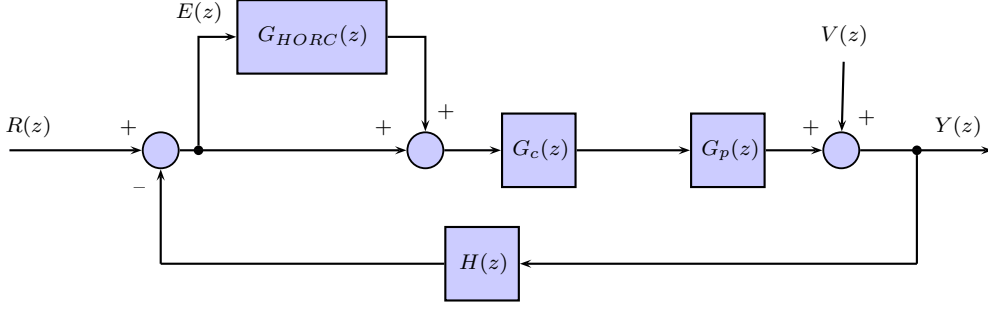 E(z)
G_{HORC}(z)
V(z)
R(z)
+
+
+
+
+
Y(z)
G_c(z)
G_p(z)
−
H(z)